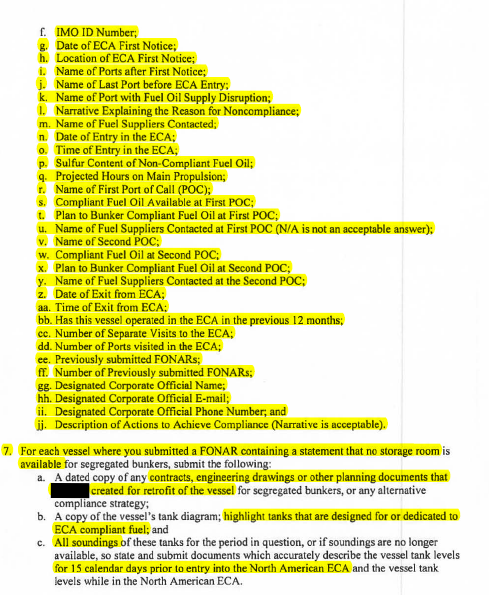 f. IMO ID Number;
g. Date of ECA First Notice;
h. Location of ECA First Notice;
i. Name of Ports after First Notice;
j. Name of Last Port before ECA Entry;
k. Name of Port with Fuel Oil Supply Disruption;
l. Narrative Explaining the Reason for Noncompliance;
m. Name of Fuel Suppliers Contacted;
n. Date of Entry in the ECA;
o. Time of Entry in the ECA;
p. Sulfur Content of Non-Compliant Fuel Oil;
q. Projected Hours on Main Propulsion;
r. Name of First Port of Call (POC);
s. Compliant Fuel Oil Available at First POC;
t. Plan to Bunker Compliant Fuel Oil at First POC;
u. Name of Fuel Suppliers Contacted at First POC (N/A is not an acceptable answer);
v. Name of Second POC;
w. Compliant Fuel Oil at Second POC;
x. Plan to Bunker Compliant Fuel Oil at Second POC;
y. Name of Fuel Suppliers Contacted at the Second POC;
z. Date of Exit from ECA;
aa. Time of Exit from ECA;
bb. Has this vessel operated in the ECA in the previous 12 months;
cc. Number of Separate Visits to the ECA;
dd. Number of Ports visited in the ECA;
ee. Previously submitted FONARs;
ff. Number of Previously submitted FONARs;
gg. Designated Corporate Official Name;
hh. Designated Corporate Official E-mail;
ii. Designated Corporate Official Phone Number; and
jj. Description of Actions to Achieve Compliance (Narrative is acceptable).
7. For each vessel where you submitted a FONAR containing a statement that no storage room is
available for segregated bunkers, submit the following:
a. A dated copy of any contracts, engineering drawings or other planning documents that
created for retrofit of the vessel for segregated bunkers, or any alternative
compliance strategy;
b. A copy of the vessel's tank diagram; highlight tanks that are designed for or dedicated to
ECA compliant fuel; and
c. All soundings of these tanks for the period in question, or if soundings are no longer
available, so state and submit documents which accurately describe the vessel tank levels
for 15 calendar days prior to entry into the North American ECA and the vessel tank
levels while in the North American ECA.